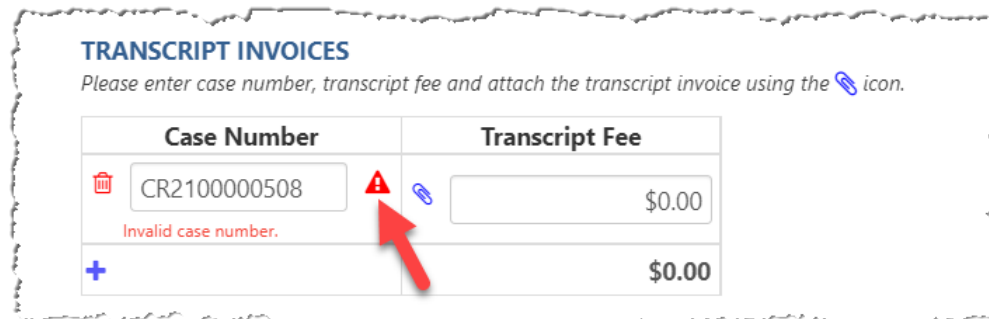 TRANSCRIPT INVOICES
Please enter case number, transcript fee and attach the transcript invoice using the icon.
Case Number Transcript Fee
CR2100000508 $0.00
Invalid case number.
$0.00